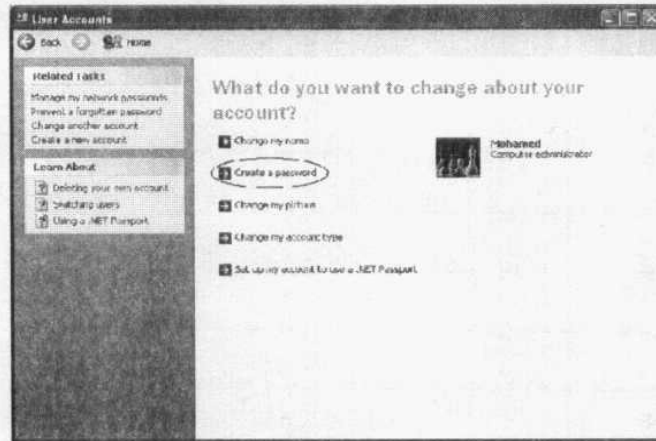 User Accounts
Back Home
Related Tasks
Manage my network passwords
Prevent a forgotten password
Change another account
Create a new account
Learn About
Deleting your own account
Switching users
Using a .NET Passport
What do you want to change about your
account?
Change my name
Create a password
Change my picture
Change my account type
Set up my account to use a .NET Passport
Mohamed
Computer administrator